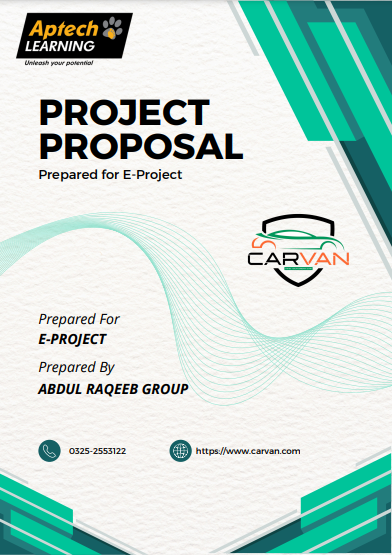 Aptech
LEARNING
Unleash your potential
PROJECT
PROPOSAL
Prepared for E-Project
CARVAN
Prepared For
E-PROJECT
Prepared By
ABDUL RAQEEB GROUP
0325-2553122
https://www.carvan.com